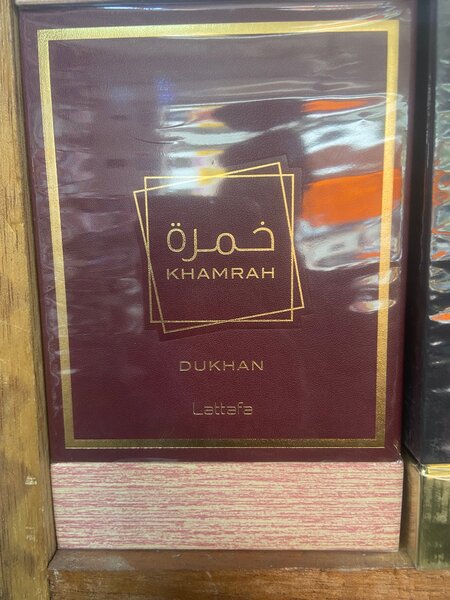 خمرة
KHAMRAH
DUKHAN
Lattafa